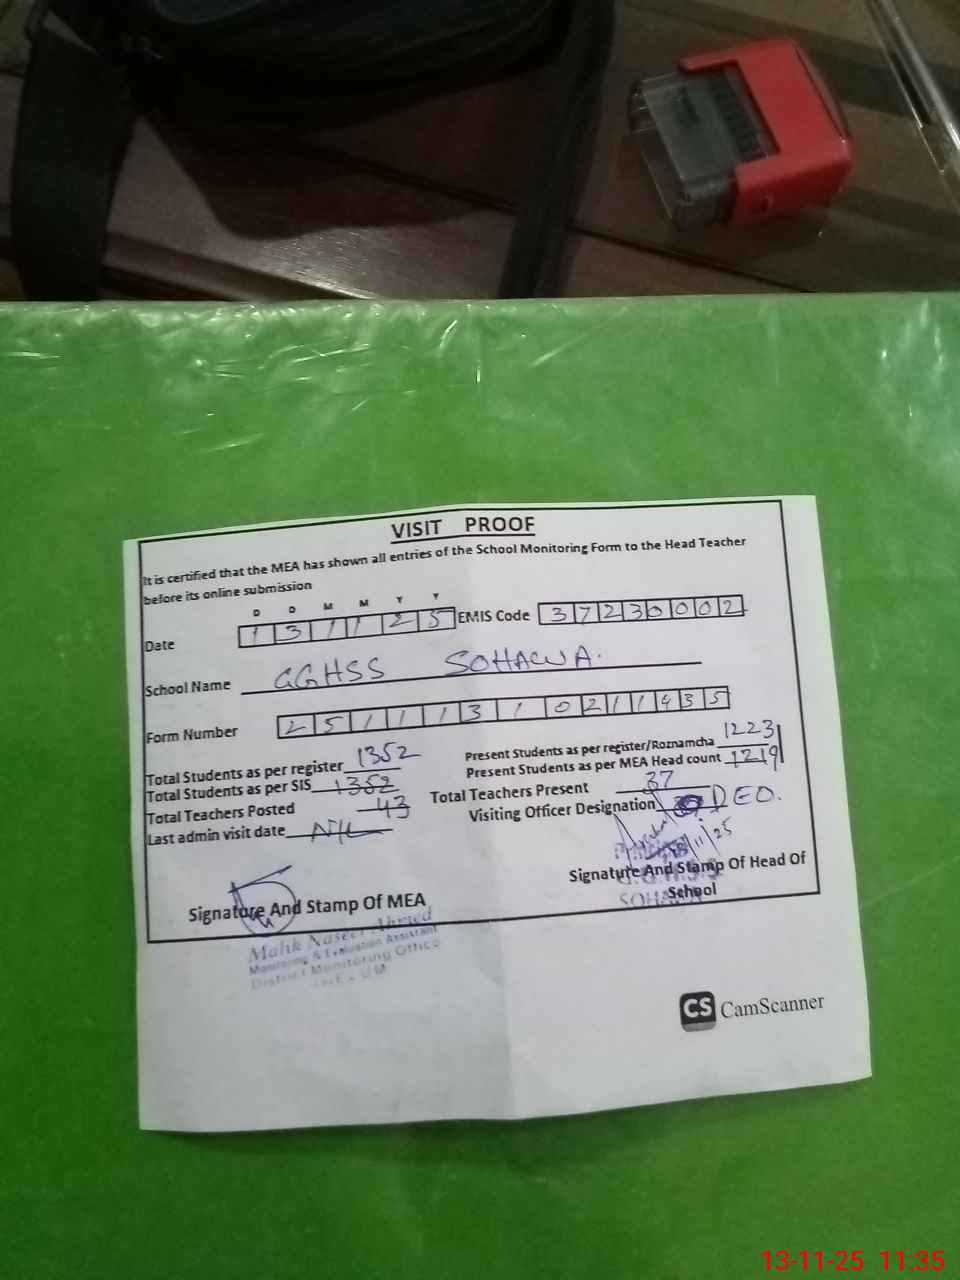 VISIT PROOF
It is certified that the MEA has shown all entries of the School Monitoring Form to the Head Teacher
before its online submission
D D M M Y Y
Date 1 3 1 1 2 5 EMIS Code 3 7 2 3 0 0 0 2
School Name GGHSS SOHAWA.
Form Number 2 5 1 1 1 3 1 0 2 1 1 4 3 5
Total Students as per register 1352 Present Students as per register/Roznamcha 1223
Total Students as per SIS 1352 Present Students as per MEA Head count 1219
Total Teachers Posted 43 Total Teachers Present 37
Last admin visit date Nil Visiting Officer Designation DEO.
/11/25
Signature And Stamp Of MEA Signature And Stamp Of Head Of
School
SOHAWA
Malik Naseer Ahmed
Monitoring & Evaluation Assistant
District Monitoring Office
CS CamScanner
13-11-25 11:35